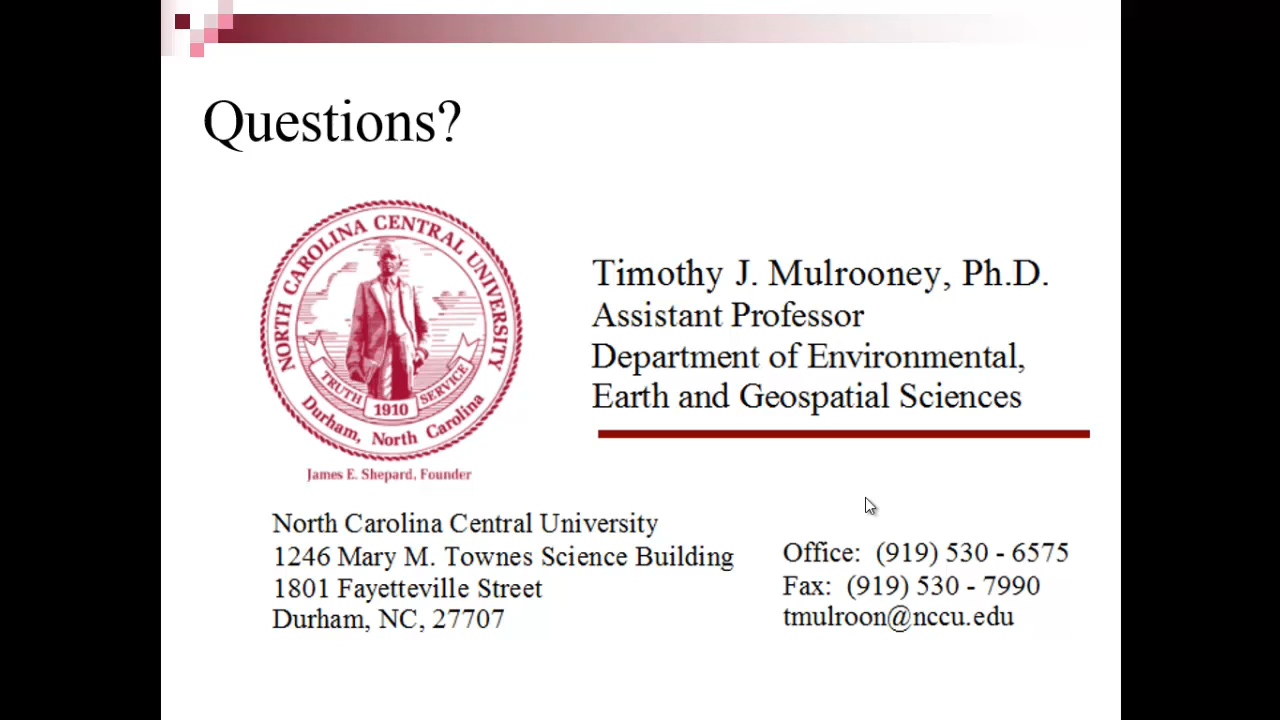 Questions?
NORTH CAROLINA CENTRAL UNIVERSITY
TRUTH 1910 SERVICE
Durham, North Carolina
James E. Shepard, Founder
Timothy J. Mulrooney, Ph.D.
Assistant Professor
Department of Environmental,
Earth and Geospatial Sciences
North Carolina Central University
1246 Mary M. Townes Science Building
1801 Fayetteville Street
Durham, NC, 27707
Office:  (919) 530 - 6575
Fax:  (919) 530 - 7990
tmulroon@nccu.edu